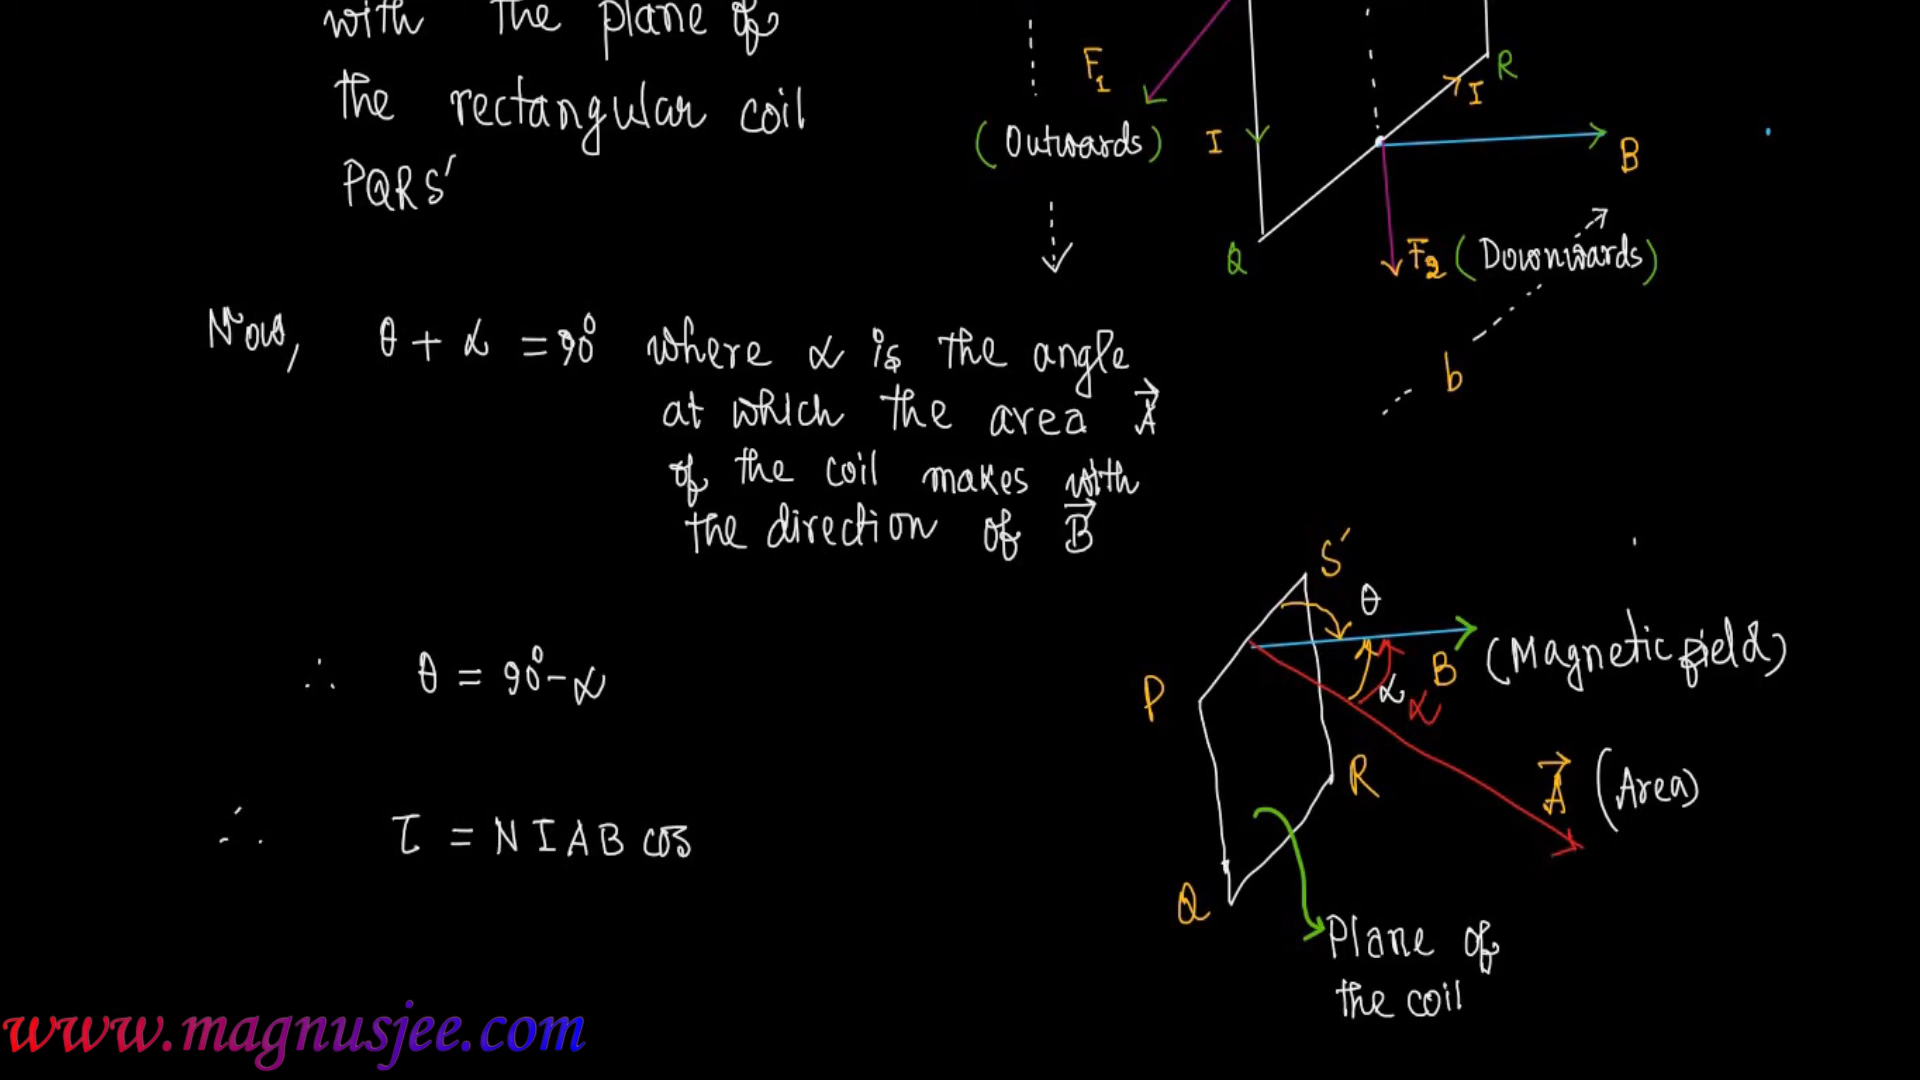 with the plane of
the rectangular coil
PQRS'
F₁
(Outwards)
I
I
R
B
Q
F₂ (Downwards)
b
Now, θ + α = 90° where α is the angle
at which the area A⃗
of the coil makes with
the direction of B⃗
∴ θ = 90° - α
∴ τ = NIAB cos
S'
θ
B (Magnetic field)
P
α
α
R
A⃗ (Area)
Q
Plane of
the coil
www.magnusjee.com